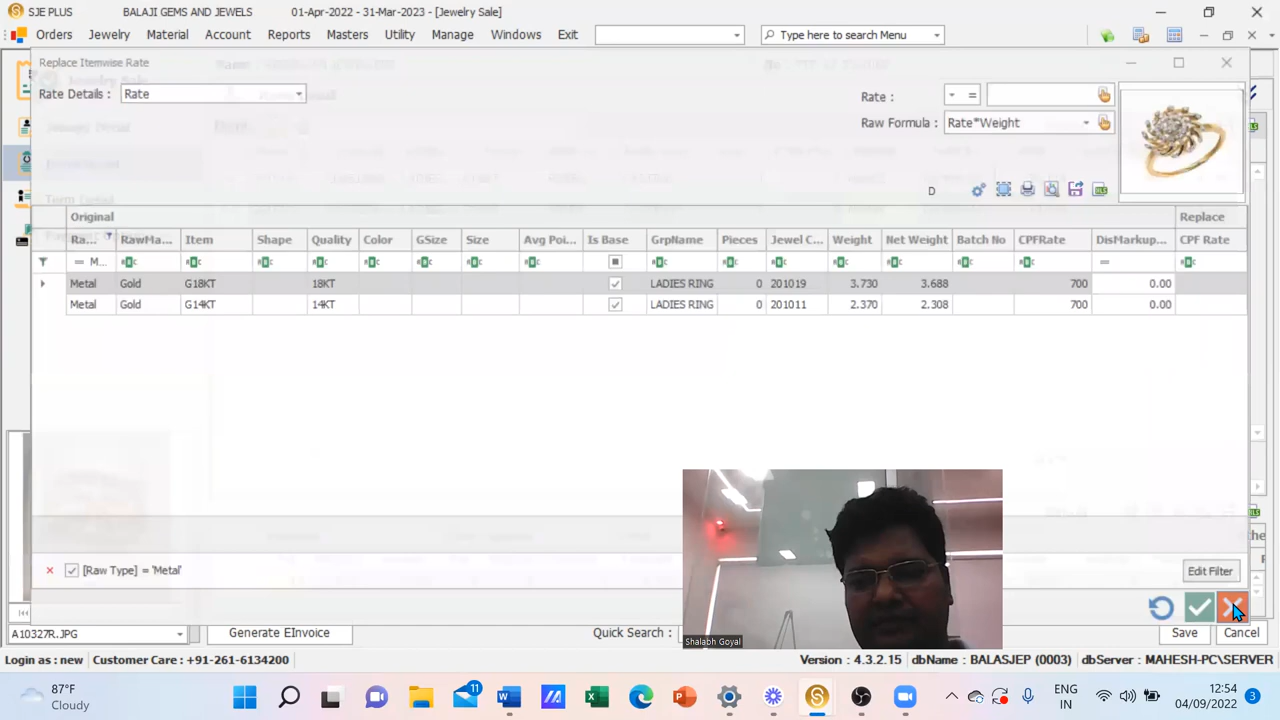 SJE PLUS BALAJI GEMS AND JEWELS 01-Apr-2022 - 31-Mar-2023 - [Jewelry Sale]
Orders Jewelry Material Account Reports Masters Utility Manage Windows Exit Type here to search Menu
Replace Itemwise Rate
Rate Details : Rate
Rate : =
Raw Formula : Rate*Weight
D
Original Replace
Ra... RawMa... Item Shape Quality Color GSize Size Avg Poi... Is Base GrpName Pieces Jewel C... Weight Net Weight Batch No CPFRate DisMarkup... CPF Rate
= M... =
Metal Gold G18KT 18KT LADIES RING 0 201019 3.730 3.688 700 0.00
Metal Gold G14KT 14KT LADIES RING 0 201011 2.370 2.308 700 0.00
[Raw Type] = 'Metal' Edit Filter
Shalabh Goyal
A10327R.JPG Generate EInvoice Quick Search : Save Cancel
Login as : new Customer Care : +91-261-6134200 Version : 4.3.2.15 dbName : BALASJEP (0003) dbServer : MAHESH-PC\SERVER
87°F
Cloudy
11
ENG
IN
12:54
04/09/2022
3